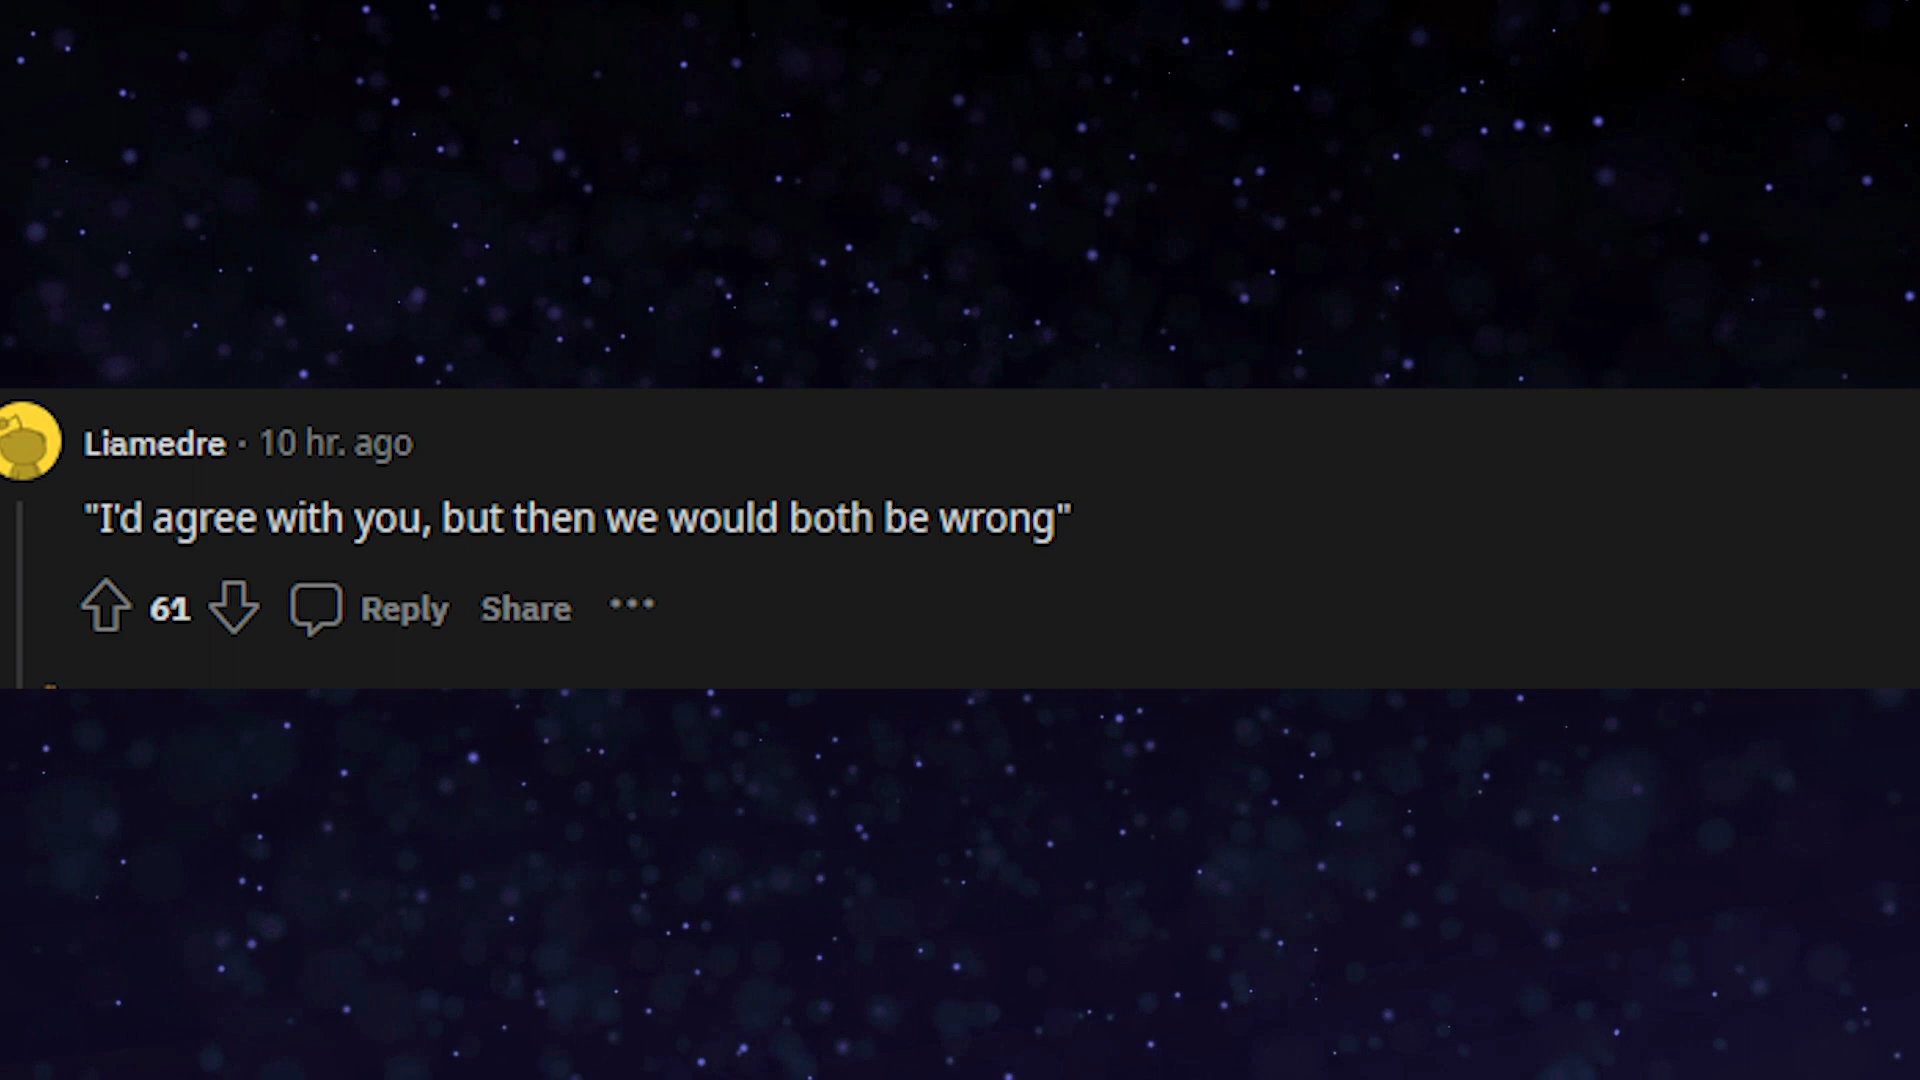 Liamedre · 10 hr. ago
"I'd agree with you, but then we would both be wrong"
61 Reply Share ···